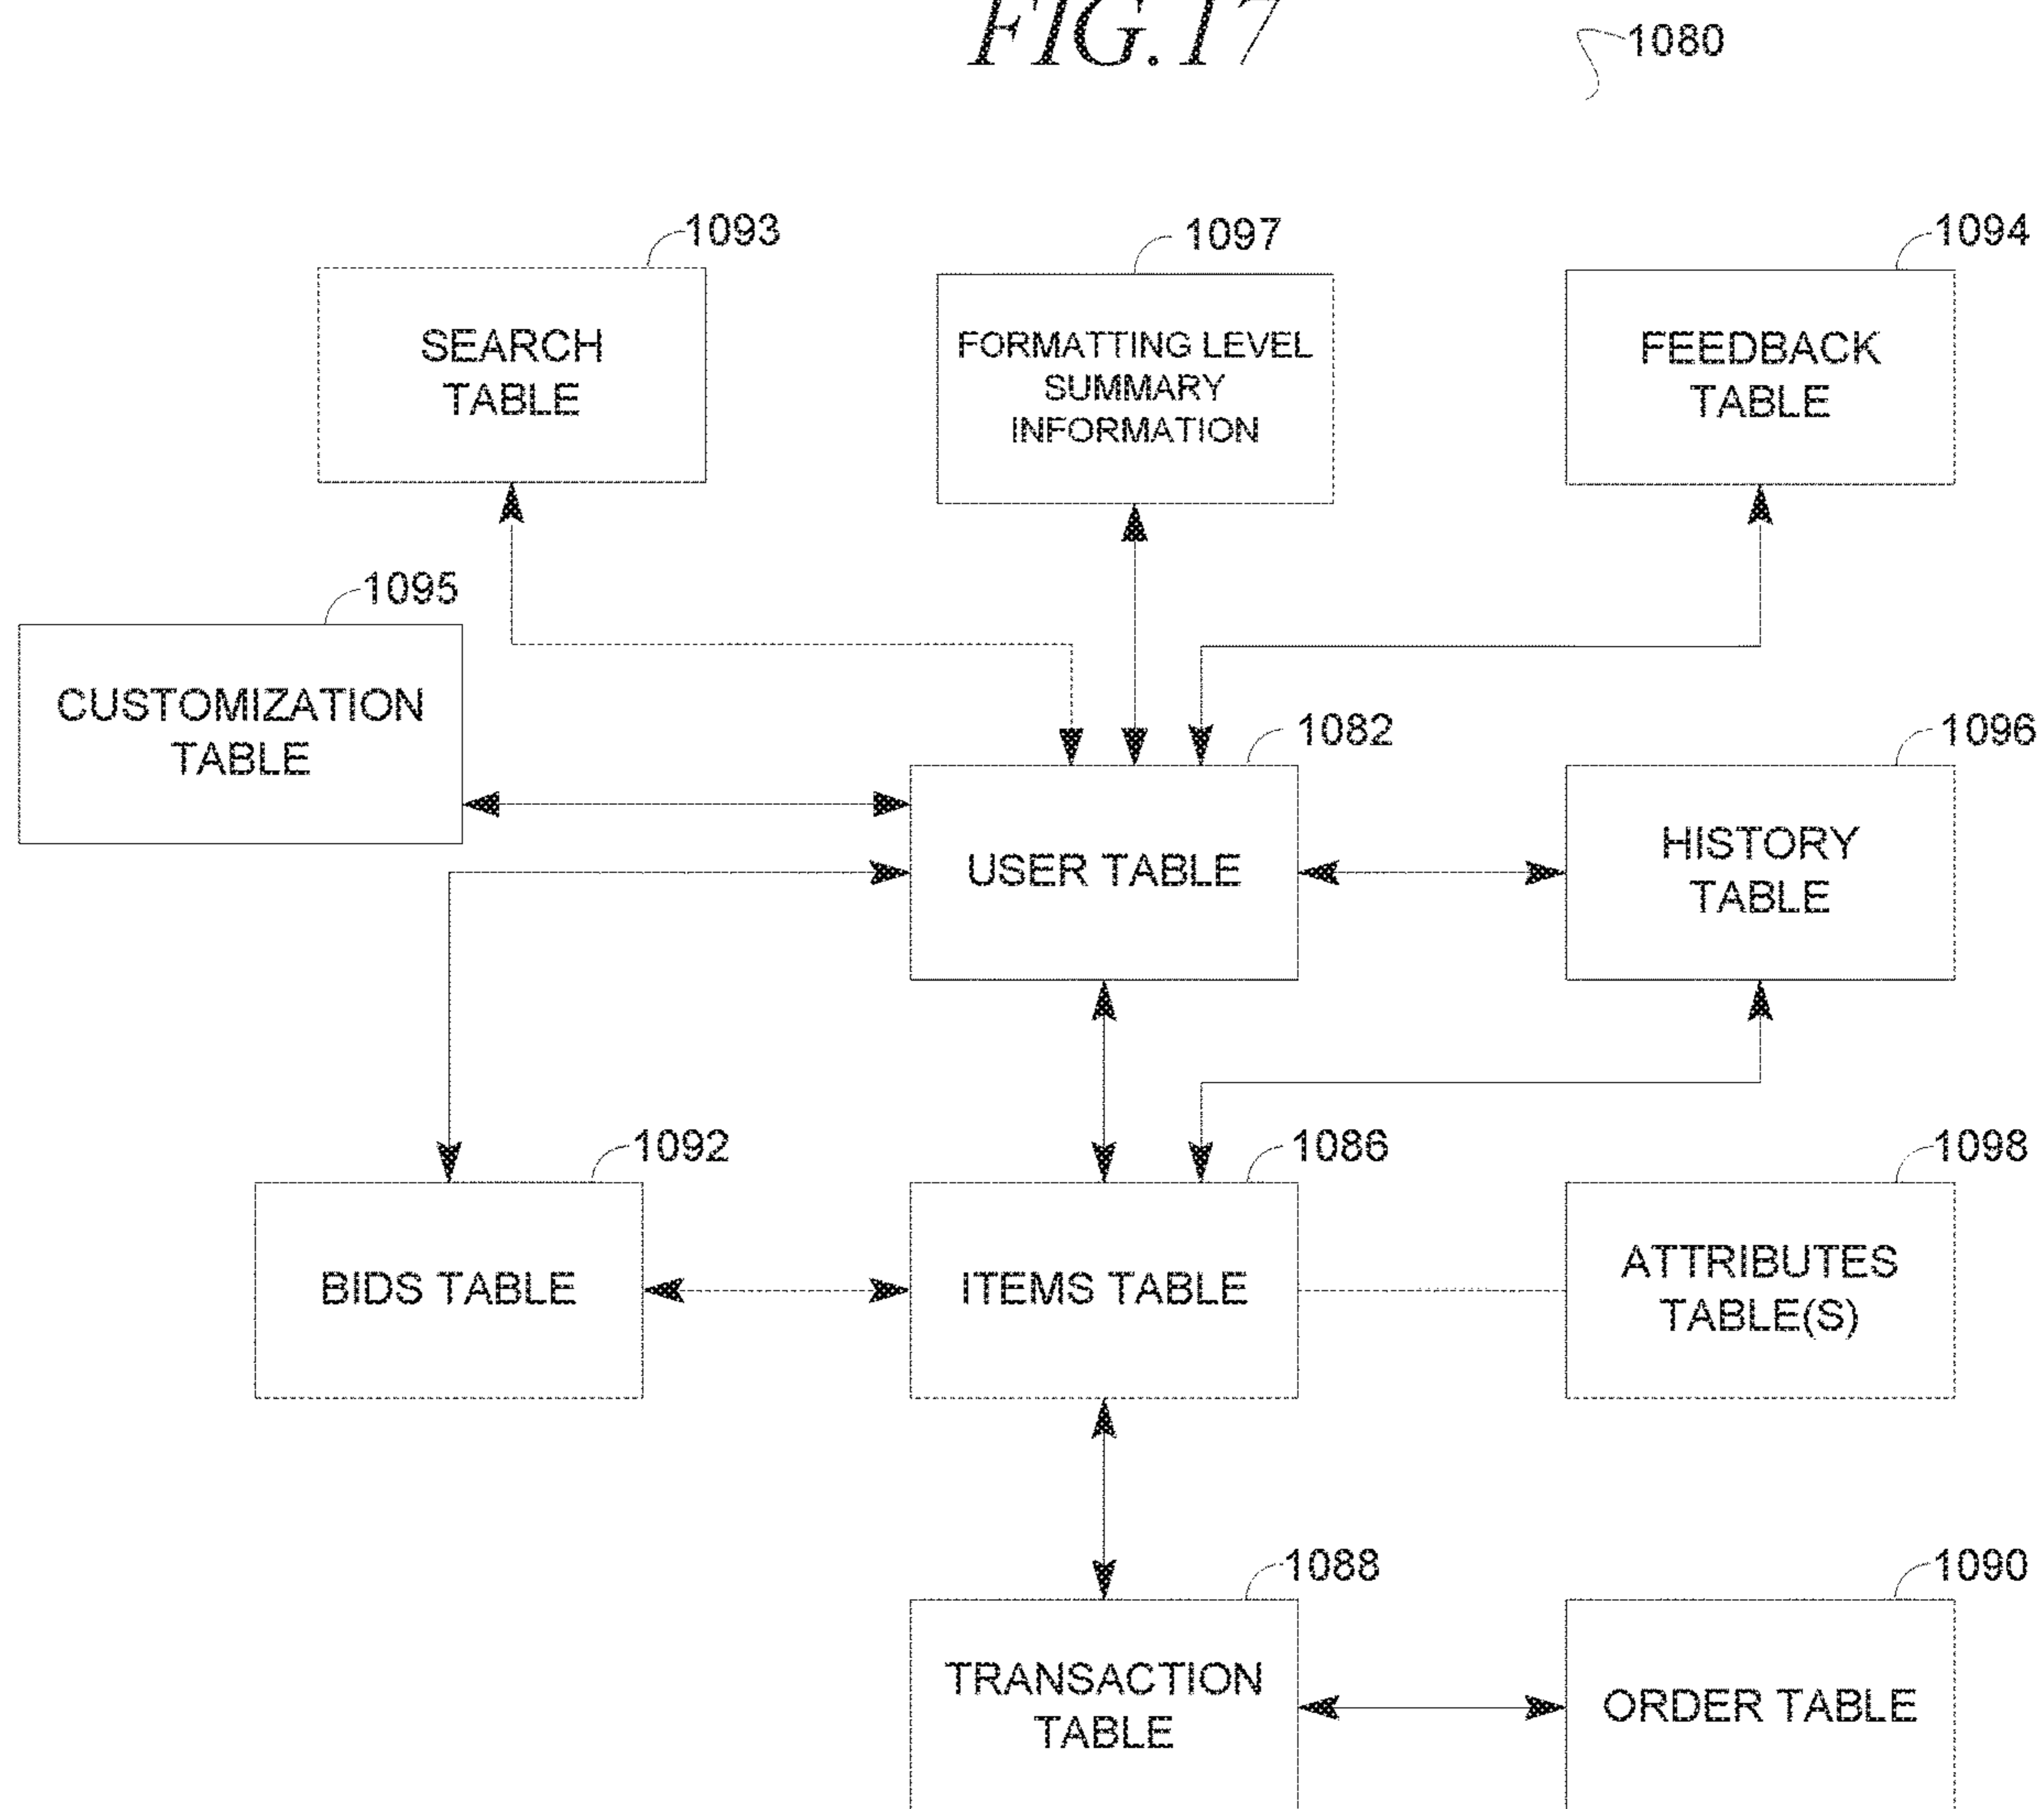 FIG.17
1080
1093
1097
1094
SEARCH
TABLE
FORMATTING LEVEL
SUMMARY
INFORMATION
FEEDBACK
TABLE
1095
CUSTOMIZATION
TABLE
1082
1096
USER TABLE
HISTORY
TABLE
1092
1086
1098
BIDS TABLE
ITEMS TABLE
ATTRIBUTES
TABLE(S)
1088
1090
TRANSACTION
TABLE
ORDER TABLE